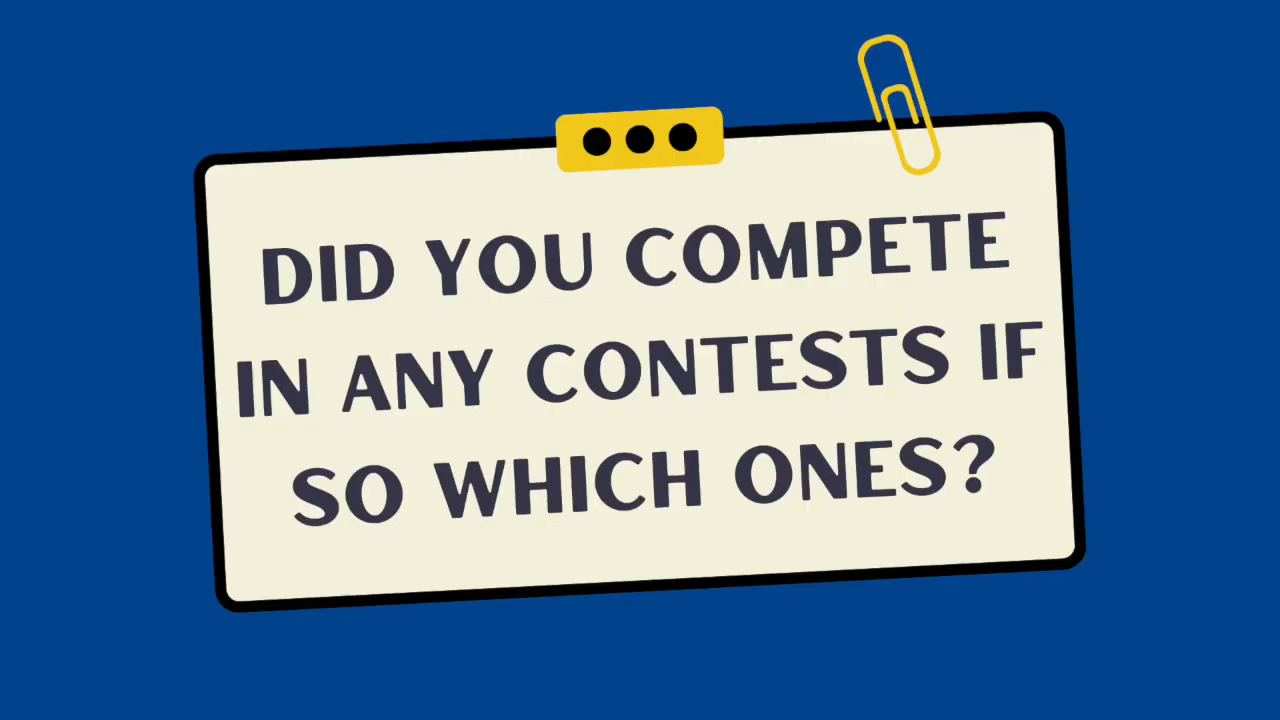 DID YOU COMPETE
IN ANY CONTESTS IF
SO WHICH ONES?